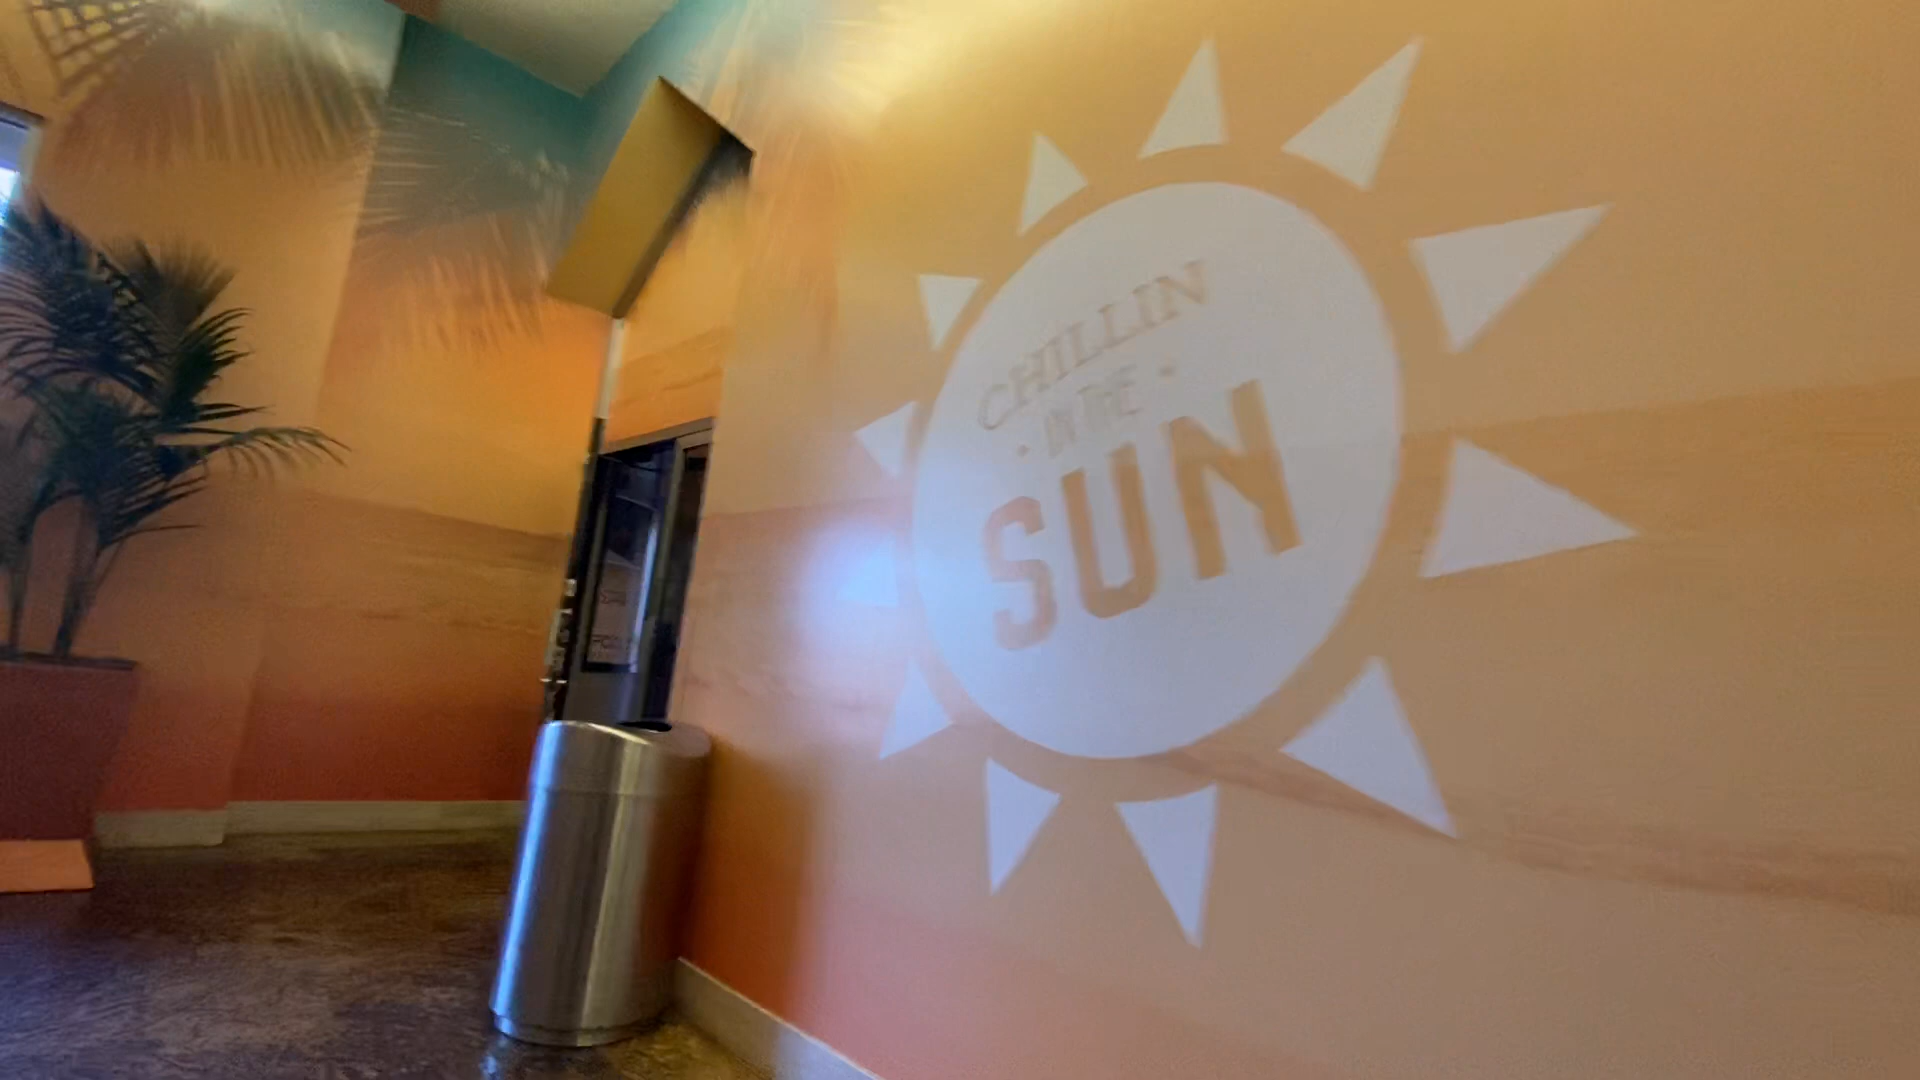 CHILLIN
• IN THE •
SUN